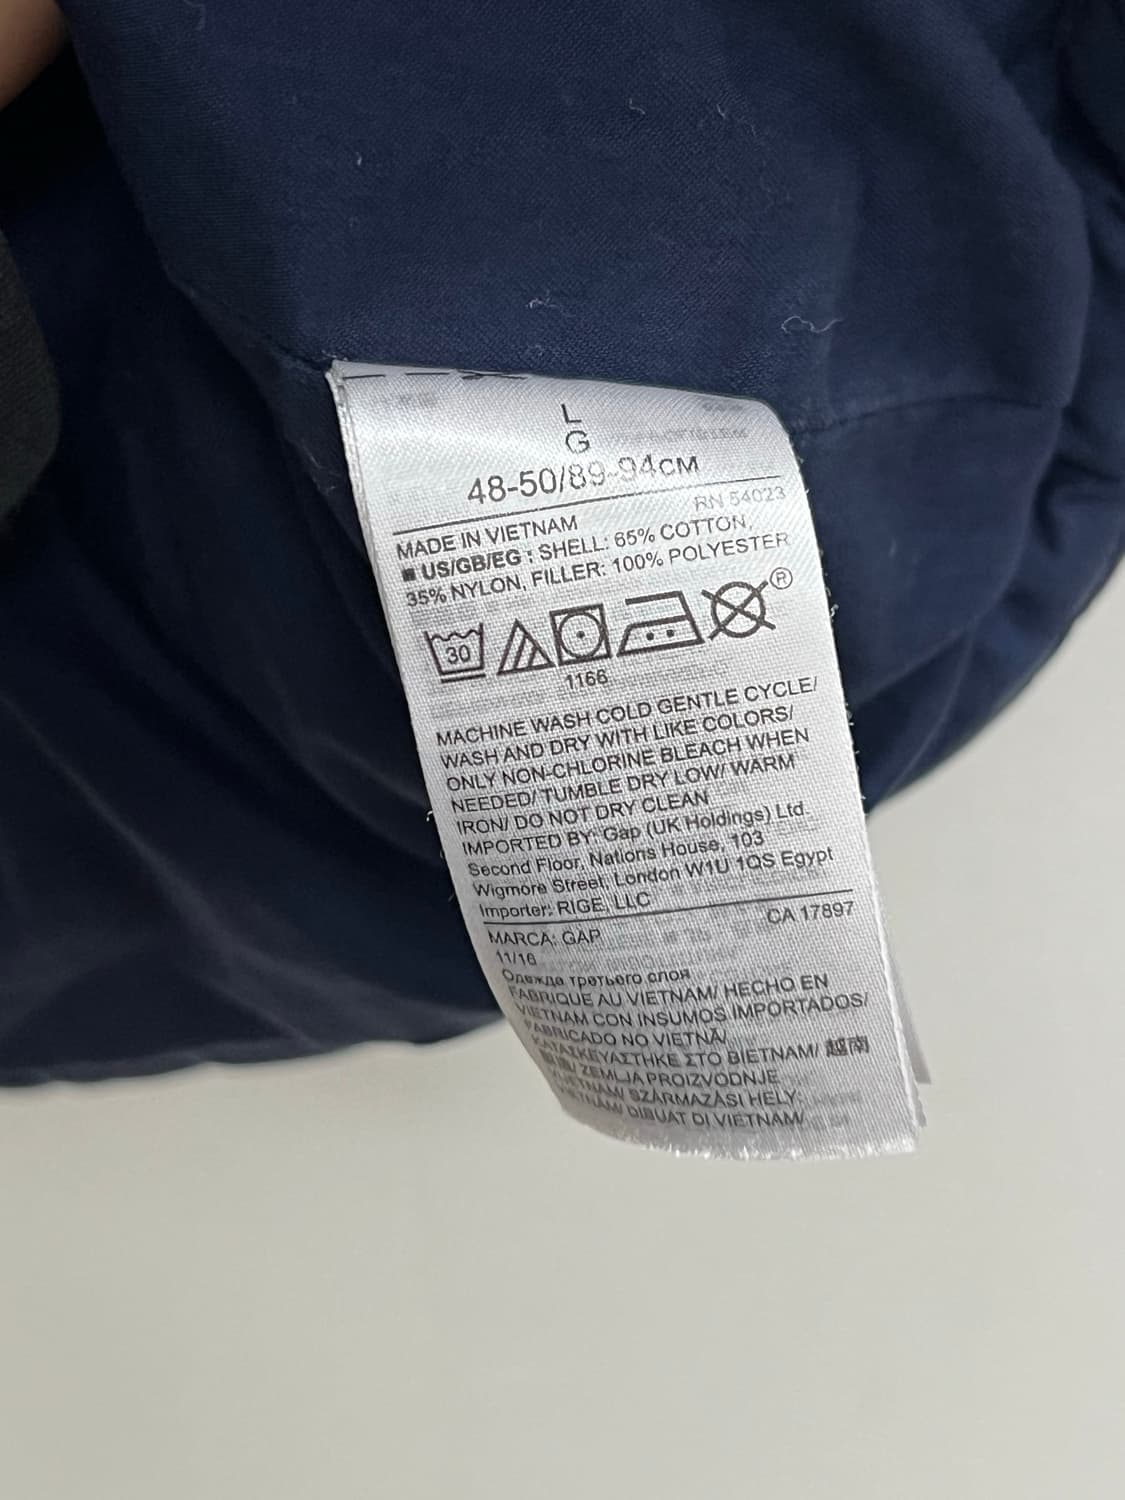 L
G
48-50/89-94CM
RN 54023
MADE IN VIETNAM
■ US/GB/EG : SHELL: 65% COTTON,
35% NYLON, FILLER: 100% POLYESTER
30
®
1166
MACHINE WASH COLD GENTLE CYCLE/
WASH AND DRY WITH LIKE COLORS/
ONLY NON-CHLORINE BLEACH WHEN
NEEDED/ TUMBLE DRY LOW/ WARM
IRON/ DO NOT DRY CLEAN
IMPORTED BY: Gap (UK Holdings) Ltd.
Second Floor, Nations House, 103
Wigmore Street, London W1U 1QS Egypt
Importer: RIGE, LLC
CA 17897
MARCA: GAP
11/16
Одежда третьего слоя
FABRIQUE AU VIETNAM/ HECHO EN
VIETNAM CON INSUMOS IMPORTADOS/
FABRICADO NO VIETNÃ/
ΚΑΤΑΣΚΕΥΑΣΤΗΚΕ ΣΤΟ ΒΙΕΤΝΑΜ/ 越南
ZEMLJA PROIZVODNJE
VIJETNAM/ SZÁRMAZÁSI HELY:
VIETNAM/ DIBUAT DI VIETNAM/